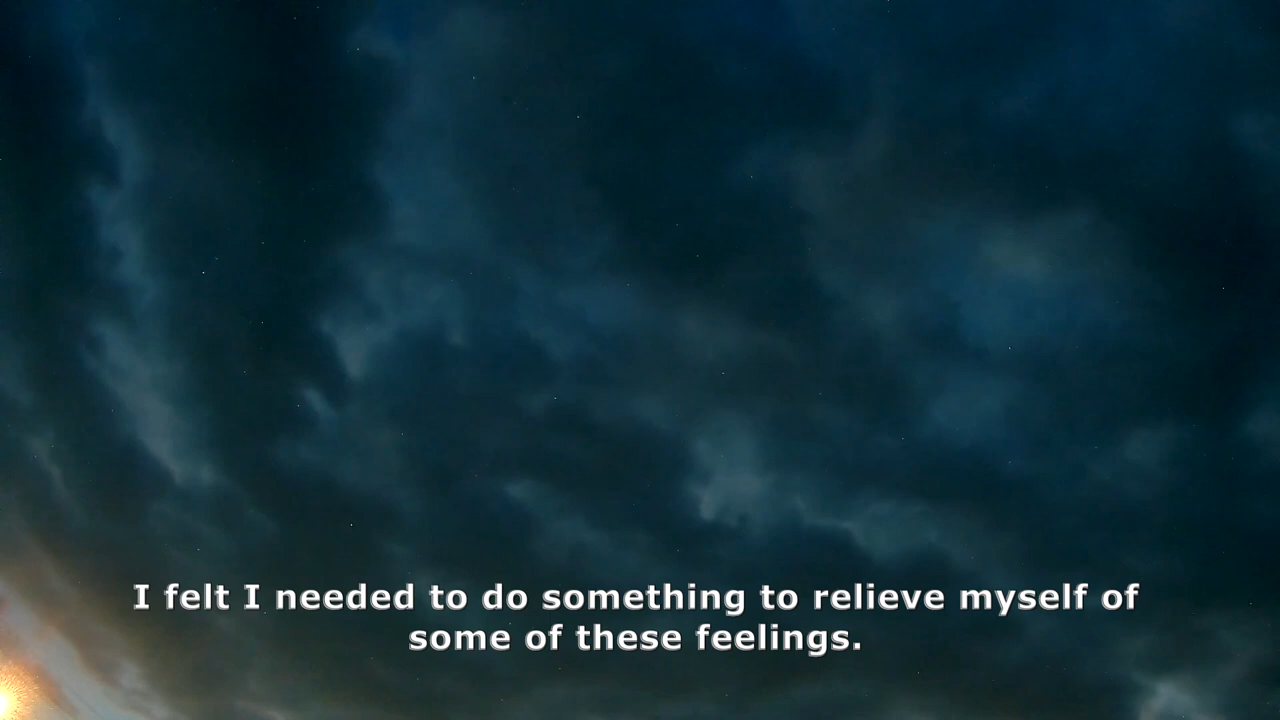 I felt I needed to do something to relieve myself of
some of these feelings.